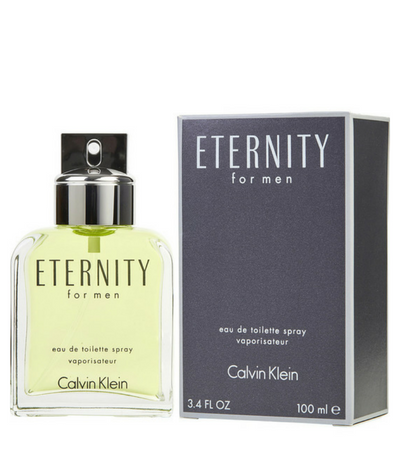 ETERNITY
for men
eau de toilette spray
vaporisateur
Calvin Klein
ETERNITY
for men
eau de toilette spray
vaporisateur
Calvin Klein
3.4 FL OZ 100 ml e